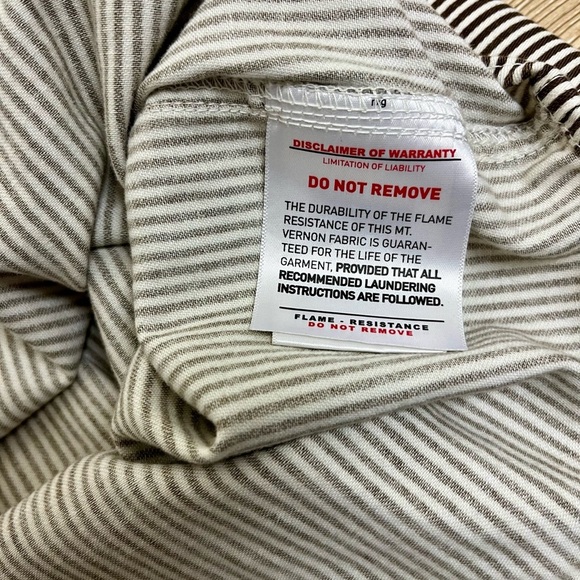 DISCLAIMER OF WARRANTY
LIMITATION OF LIABILITY
DO NOT REMOVE
THE DURABILITY OF THE FLAME
RESISTANCE OF THIS MT.
VERNON FABRIC IS GUARAN-
TEED FOR THE LIFE OF THE
GARMENT, PROVIDED THAT ALL
RECOMMENDED LAUNDERING
INSTRUCTIONS ARE FOLLOWED.
FLAME - RESISTANCE
DO NOT REMOVE